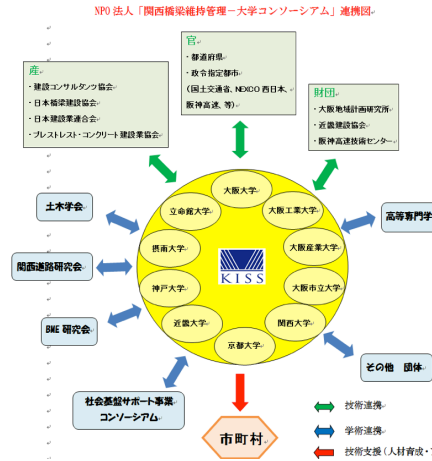 NPO 法人「関西橋梁維持管理－大学コンソーシアム」連携図
産
・建設コンサルタンツ協会
・日本橋梁建設協会
・日本建設業連合会
・プレストレスト・コンクリート建設業協会
官
・都道府県
・政令指定都市
(国土交通省、NEXCO 西日本、
阪神高速、等)
財団
・大阪地域計画研究所
・近畿建設協会
・阪神高速技術センター
大阪大学
立命館大学
大阪工業大学
摂南大学
大阪産業大学
神戸大学
大阪市立大学
近畿大学
関西大学
京都大学
KISS
土木学会
関西道路研究会
BME 研究会
社会基盤サポート事業
コンソーシアム
高等専門学
その他 団体
市町村
技術連携
学術連携
技術支援(人材育成・